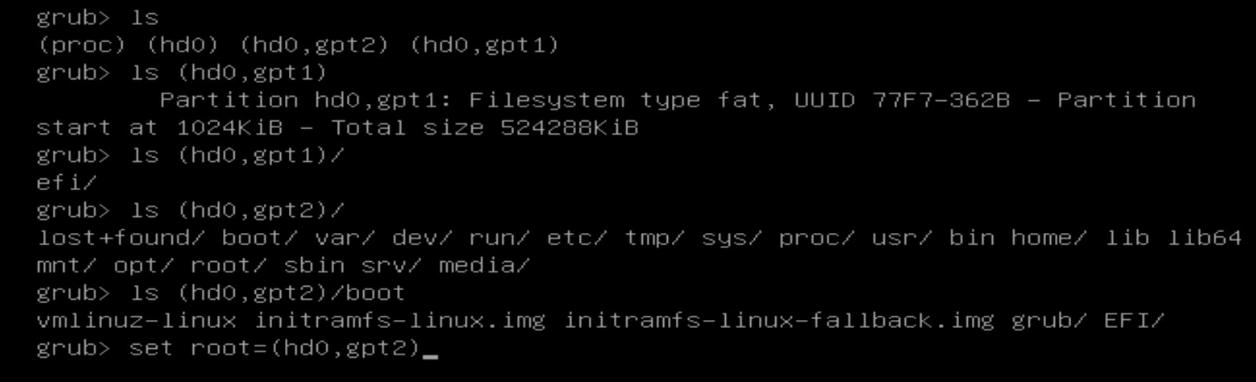 grub> ls
(proc) (hd0) (hd0,gpt2) (hd0,gpt1)
grub> ls (hd0,gpt1)
        Partition hd0,gpt1: Filesystem type fat, UUID 77F7-362B - Partition
start at 1024KiB - Total size 524288KiB
grub> ls (hd0,gpt1)/
efi/
grub> ls (hd0,gpt2)/
lost+found/ boot/ var/ dev/ run/ etc/ tmp/ sys/ proc/ usr/ bin home/ lib lib64
mnt/ opt/ root/ sbin srv/ media/
grub> ls (hd0,gpt2)/boot
vmlinuz-linux initramfs-linux.img initramfs-linux-fallback.img grub/ EFI/
grub> set root=(hd0,gpt2)_